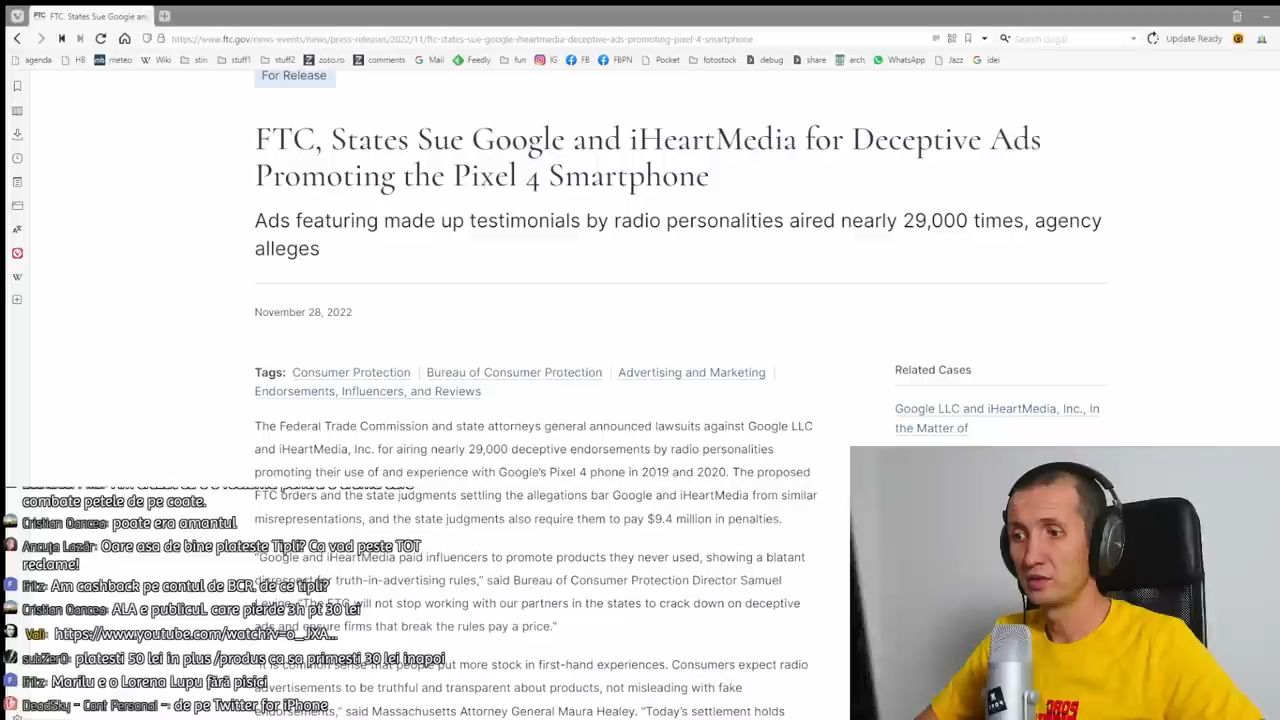 FTC, States Sue Google an
https://www.ftc.gov/news-events/news/press-releases/2022/11/ftc-states-sue-google-iheartmedia-deceptive-ads-promoting-pixel-4-smartphone
Update Ready
agenda HB meteo Wiki stin stuff1 stuff2 zoso.ro comments Mail Feedly fun IG FB FBPN Pocket fotostock debug share arch WhatsApp Jazz idei
For Release
FTC, States Sue Google and iHeartMedia for Deceptive Ads
Promoting the Pixel 4 Smartphone
Ads featuring made up testimonials by radio personalities aired nearly 29,000 times, agency
alleges
November 28, 2022
Tags: Consumer Protection | Bureau of Consumer Protection | Advertising and Marketing |
Endorsements, Influencers, and Reviews
The Federal Trade Commission and state attorneys general announced lawsuits against Google LLC
and iHeartMedia, Inc. for airing nearly 29,000 deceptive endorsements by radio personalities
promoting their use of and experience with Google's Pixel 4 phone in 2019 and 2020. The proposed
FTC orders and the state judgments settling the allegations bar Google and iHeartMedia from similar
misrepresentations, and the state judgments also require them to pay $9.4 million in penalties.
"Google and iHeartMedia paid influencers to promote products they never used, showing a blatant
disrespect for truth-in-advertising rules," said Bureau of Consumer Protection Director Samuel
will not stop working with our partners in the states to crack down on deceptive
ads and ensure firms that break the rules pay a price."
is common sense that people put more stock in first-hand experiences. Consumers expect radio
advertisements to be truthful and transparent about products, not misleading with fake
endorsements," said Massachusetts Attorney General Maura Healey. "Today's settlement holds
Related Cases
Google LLC and iHeartMedia, Inc., In
the Matter of
combate petele de pe coate.
Cristian Oancea: poate era amantul
Ancuța Lazăr: Oare asa de bine plateste Tipli? Ca vad peste TOT
reclame!
Fritz: Am cashback pe contul de BCR. de ce tipli?
Cristian Oancea: ALA e publicul. care pierde 3h pt 30 lei
Vali: https://www.youtube.com/watch?v=o_JXA...
subZer0: platesti 50 lei in plus /produs ca sa primesti 30 lei inapoi
Fritz: Marilu e o Lorena Lupu fără pisici
DeadSky - Cont Personal -: de pe Twitter for iPhone